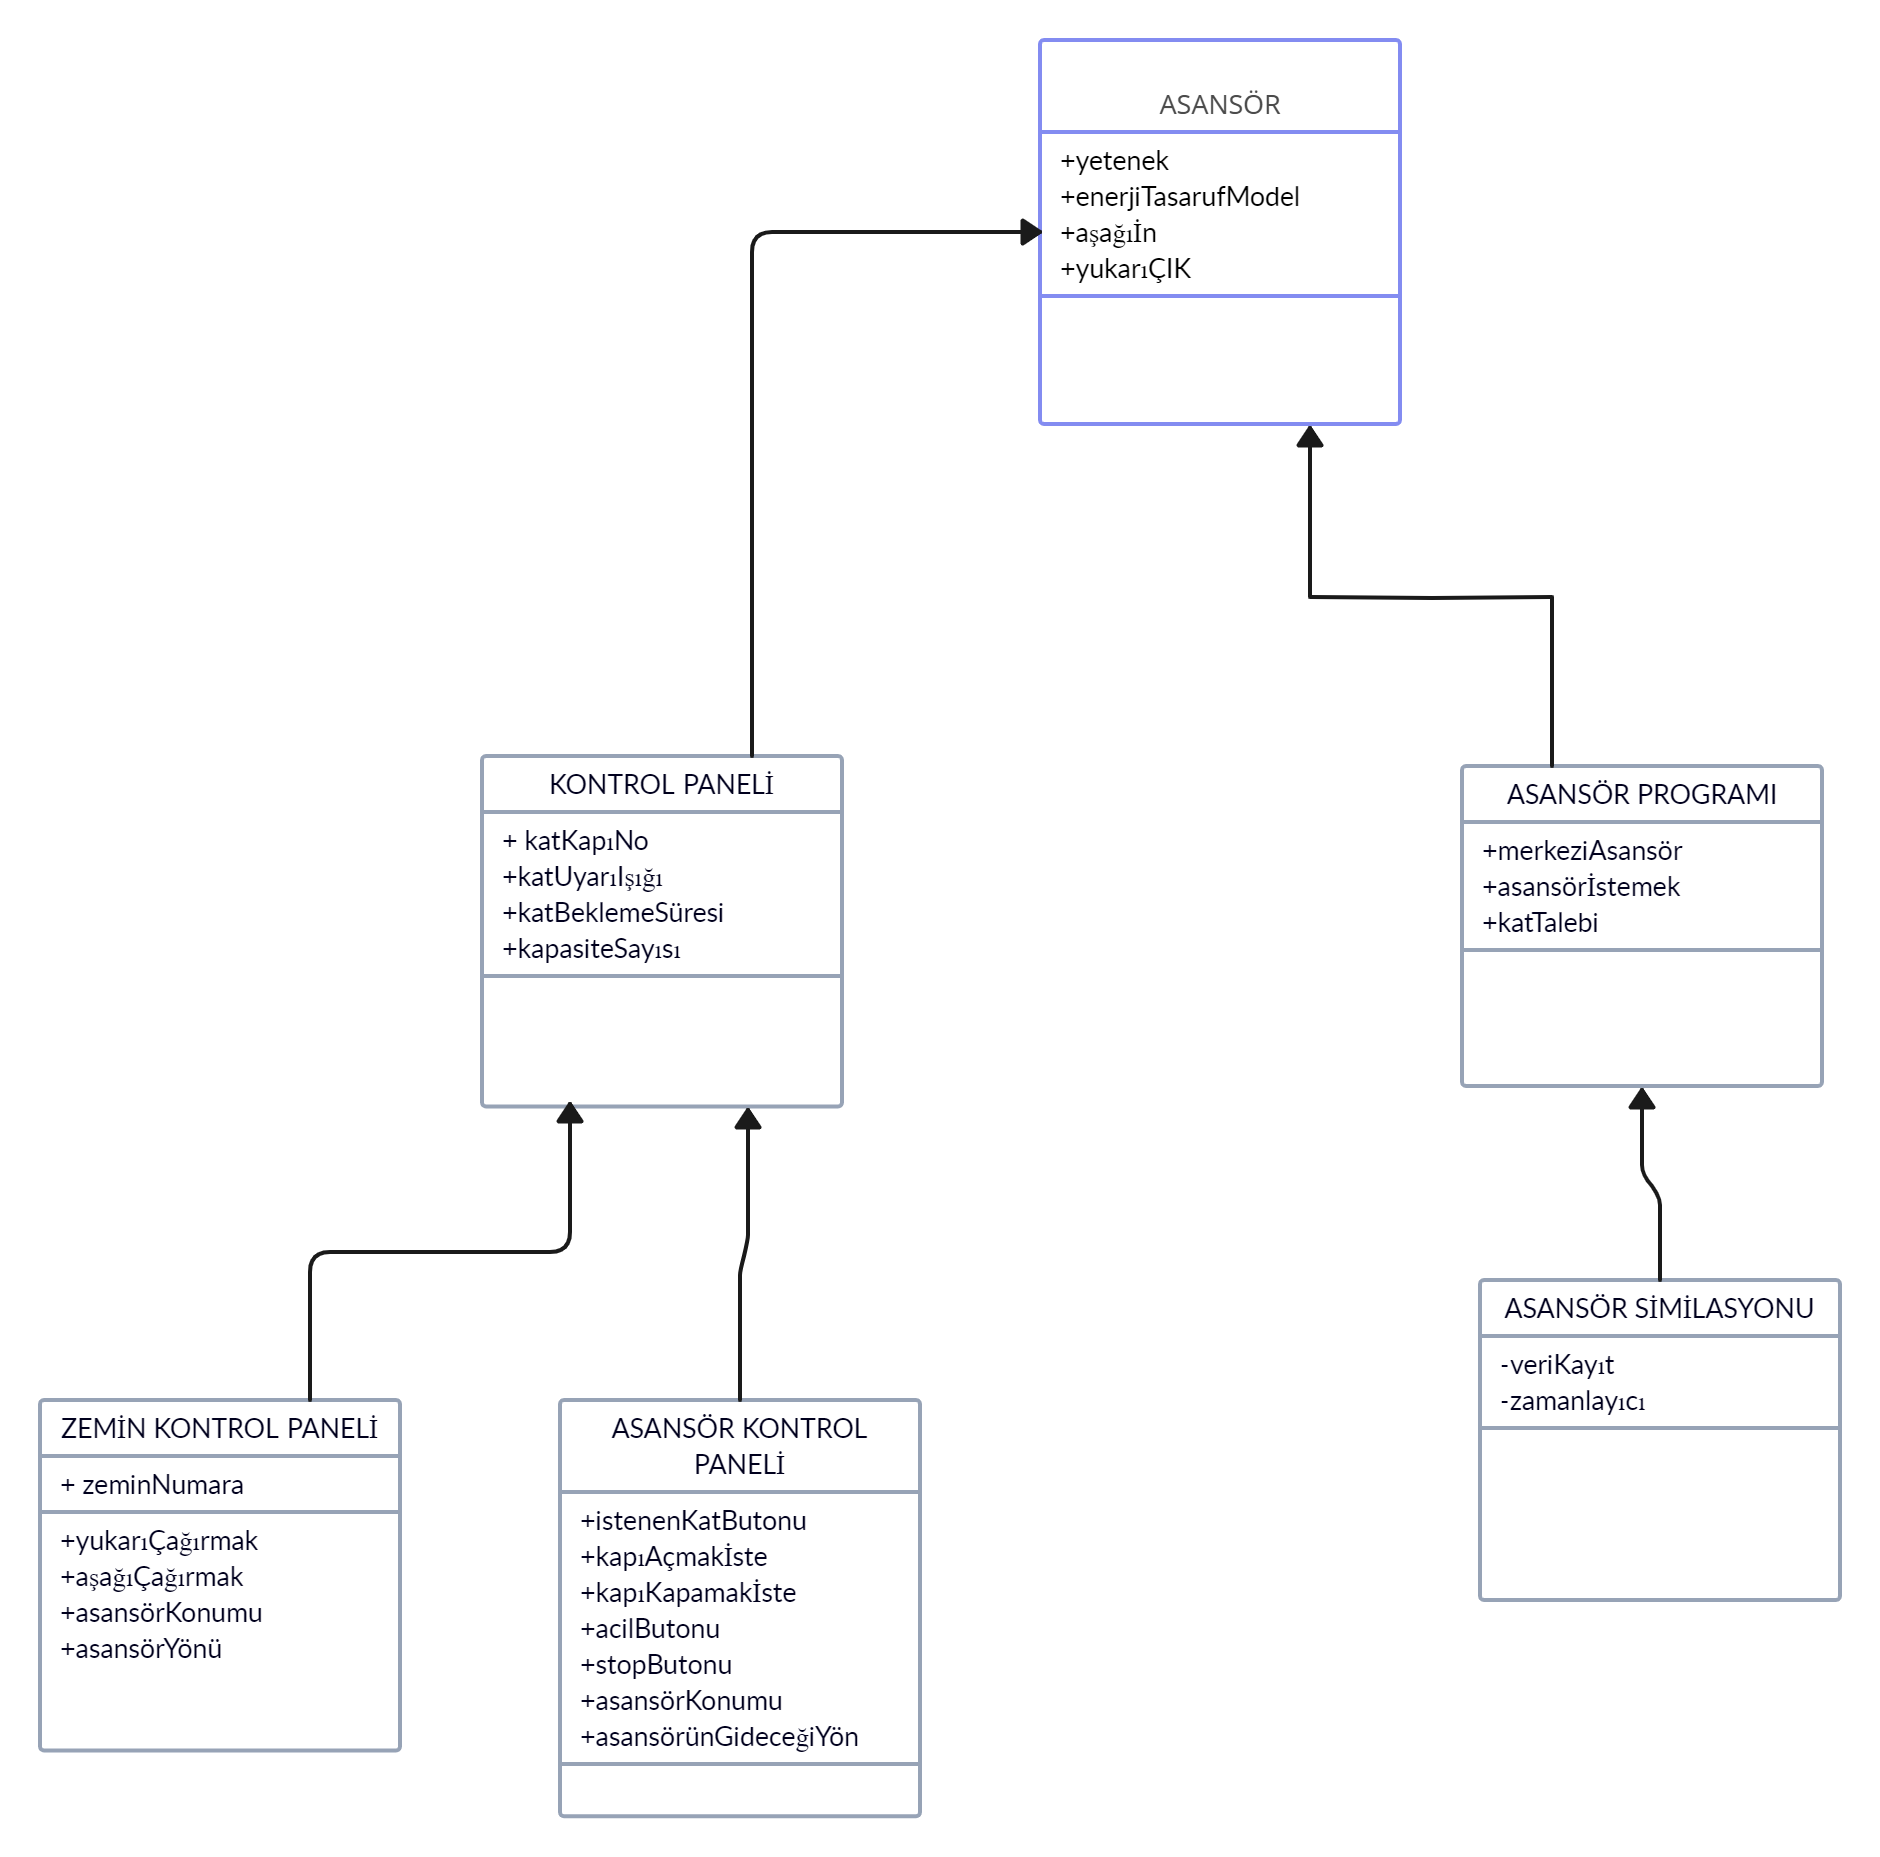 ASANSÖR
+yetenek
+enerjiTasarufModel
+aşağıİn
+yukarıÇIK
KONTROL PANELİ
+ katKapıNo
+katUyarıIşığı
+katBeklemeSüresi
+kapasiteSayısı
ASANSÖR PROGRAMI
+merkeziAsansör
+asansörİstemek
+katTalebi
ZEMİN KONTROL PANELİ
+ zeminNumara
+yukarıÇağırmak
+aşağıÇağırmak
+asansörKonumu
+asansörYönü
ASANSÖR KONTROL
PANELİ
+istenenKatButonu
+kapıAçmakİste
+kapıKapamakİste
+acilButonu
+stopButonu
+asansörKonumu
+asansörünGideceğiYön
ASANSÖR SİMİLASYONU
-veriKayıt
-zamanlayıcı